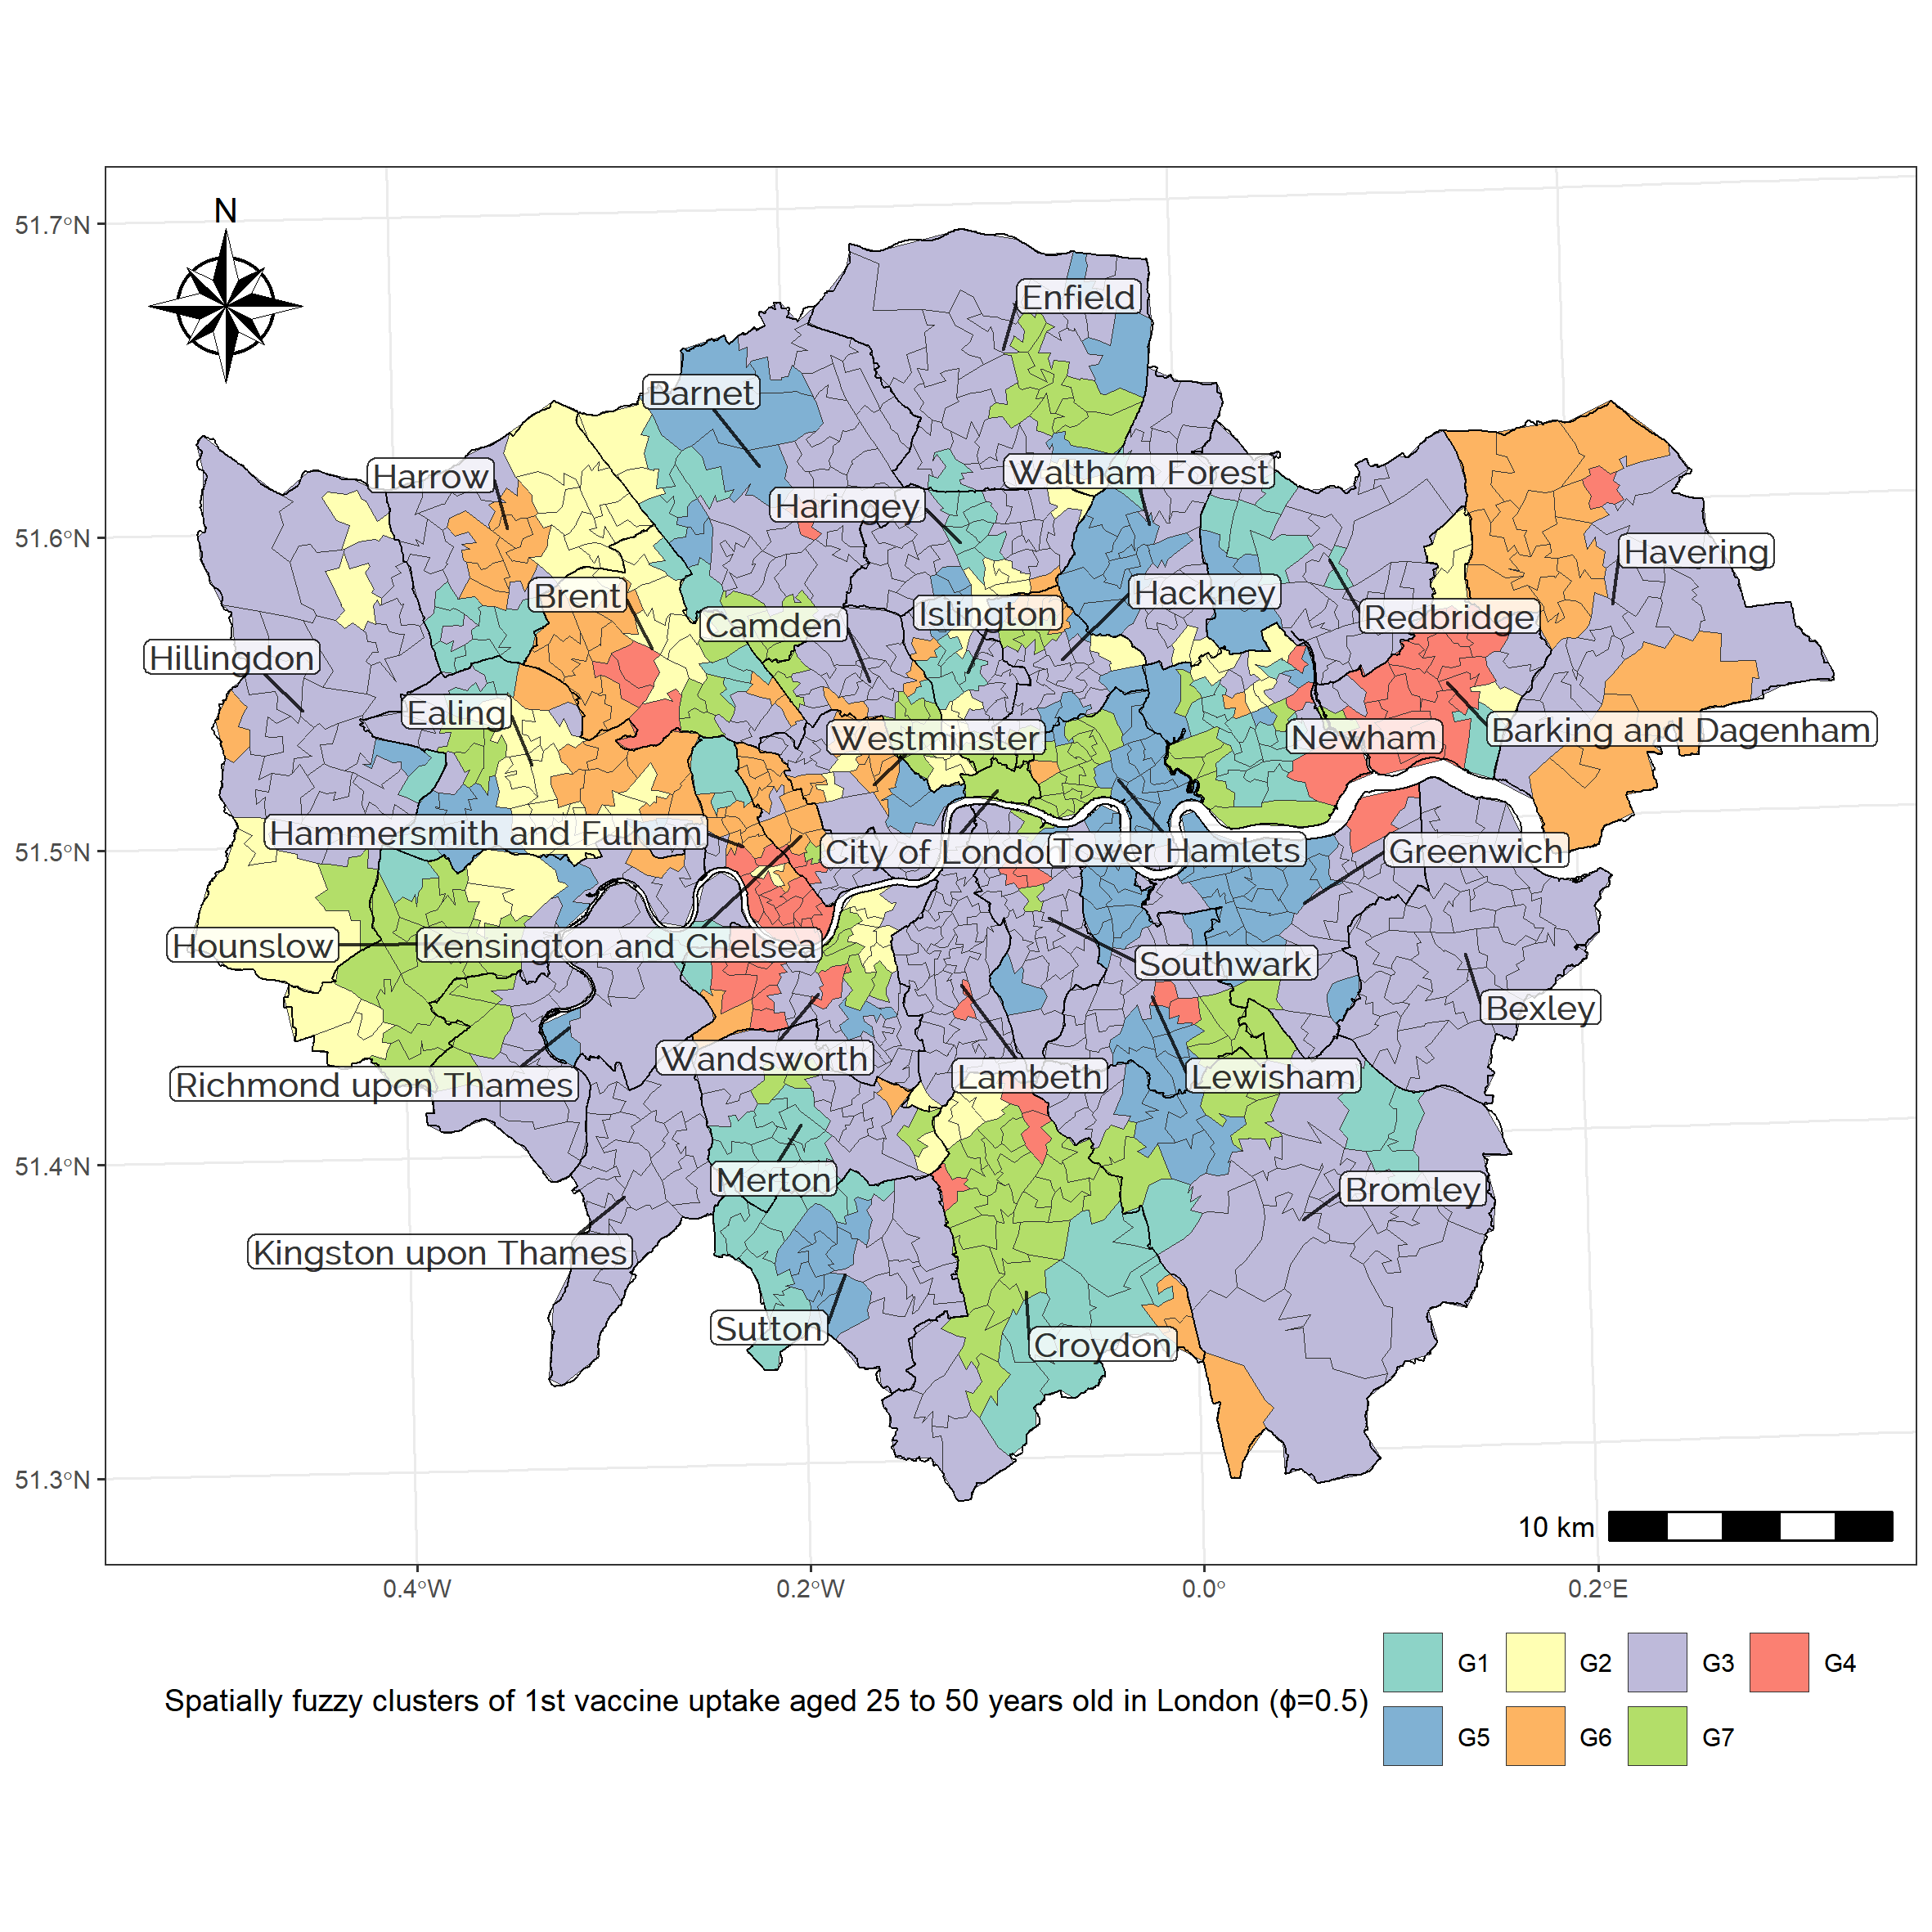 N
51.7°N
51.6°N
51.5°N
51.4°N
51.3°N
Enfield
Barnet
Waltham Forest
Harrow
Haringey
Havering
Brent
Hackney
Islington
Camden
Redbridge
Hillingdon
Ealing
Westminster
Newham
Barking and Dagenham
Hammersmith and Fulham
City of London
Tower Hamlets
Greenwich
Hounslow
Kensington and Chelsea
Southwark
Bexley
Wandsworth
Lambeth
Lewisham
Richmond upon Thames
Merton
Bromley
Kingston upon Thames
Sutton
Croydon
10 km
0.4°W
0.2°W
0.0°
0.2°E
Spatially fuzzy clusters of 1st vaccine uptake aged 25 to 50 years old in London (ϕ=0.5)
G1
G2
G3
G4
G5
G6
G7